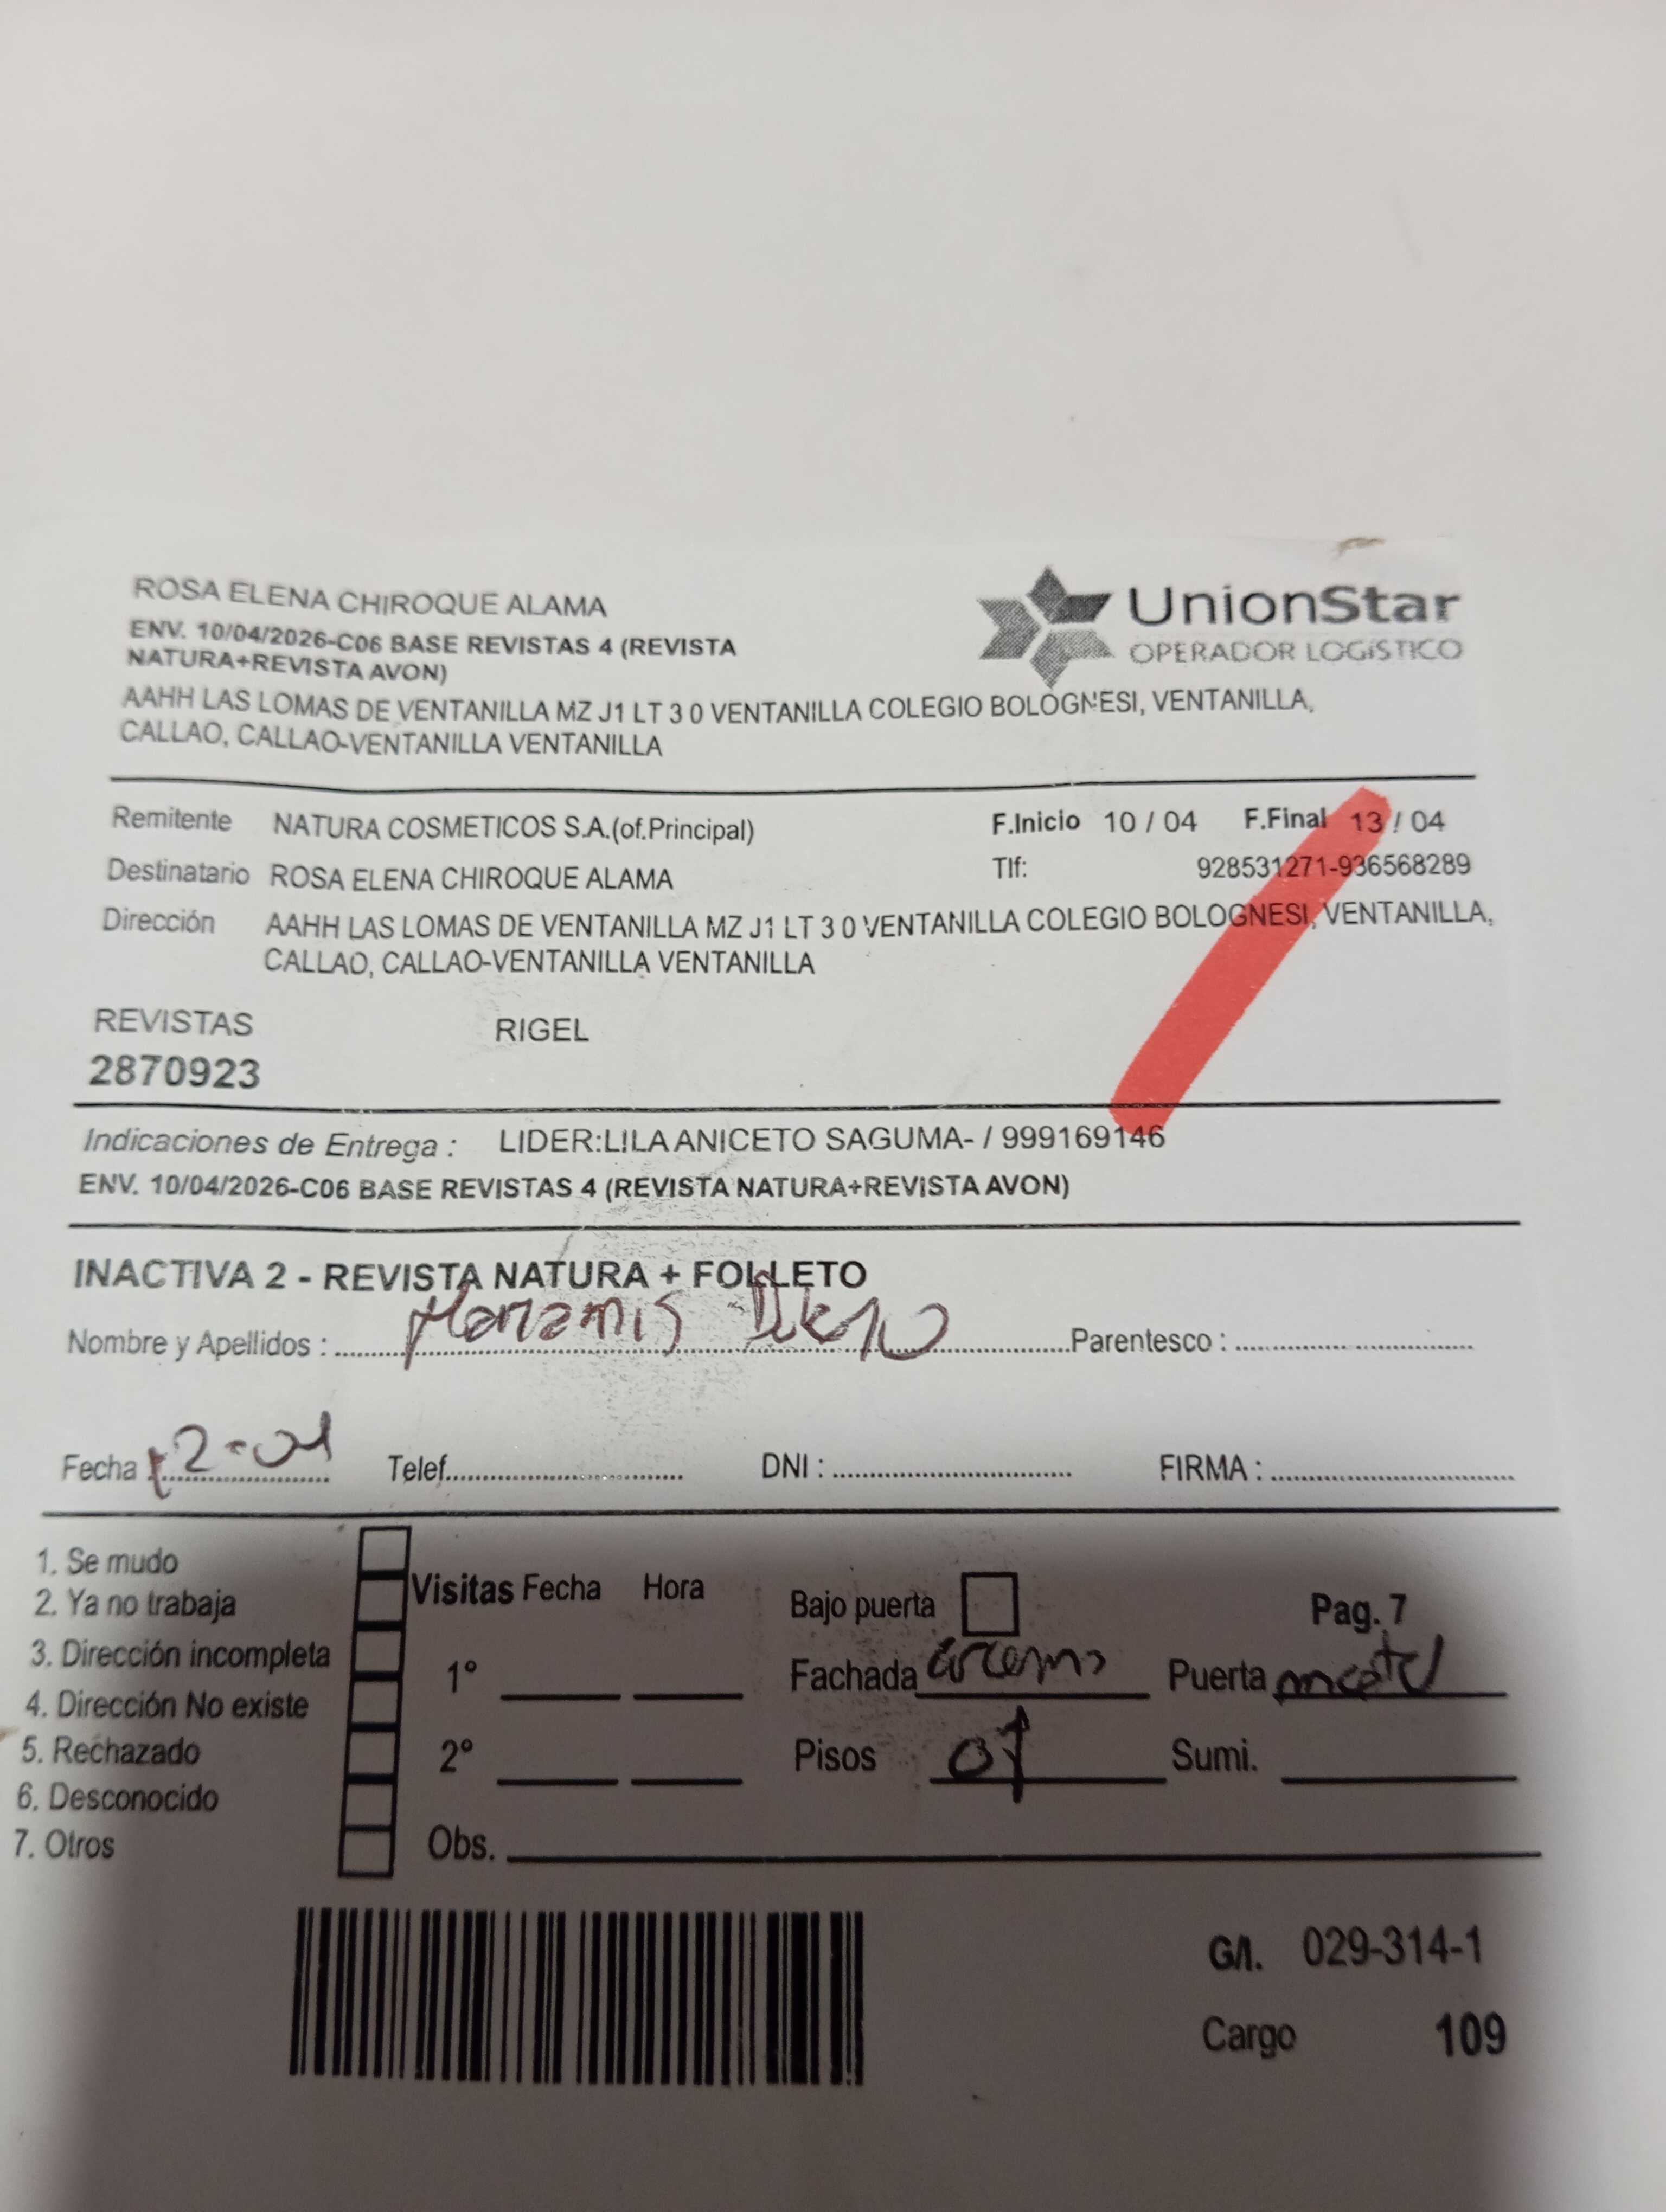 ROSA ELENA CHIROQUE ALAMA
ENV. 10/04/2026-C06 BASE REVISTAS 4 (REVISTA
NATURA+REVISTA AVON)
AAHH LAS LOMAS DE VENTANILLA MZ J1 LT 3 0 VENTANILLA COLEGIO BOLOGNESI, VENTANILLA,
CALLAO, CALLAO-VENTANILLA VENTANILLA
UnionStar
OPERADOR LOGÍSTICO
Remitente NATURA COSMETICOS S.A.(of.Principal) F.Inicio 10 / 04 F.Final 13 / 04
Destinatario ROSA ELENA CHIROQUE ALAMA Tlf: 928531271-936568289
Dirección AAHH LAS LOMAS DE VENTANILLA MZ J1 LT 3 0 VENTANILLA COLEGIO BOLOGNESI, VENTANILLA,
CALLAO, CALLAO-VENTANILLA VENTANILLA
REVISTAS RIGEL
2870923
Indicaciones de Entrega : LIDER:LILA ANICETO SAGUMA- / 999169146
ENV. 10/04/2026-C06 BASE REVISTAS 4 (REVISTA NATURA+REVISTA AVON)
INACTIVA 2 - REVISTA NATURA + FOLLETO
Nombre y Apellidos : Parentesco :
Fecha Telef. DNI : FIRMA :
1. Se mudo
2. Ya no trabaja
3. Dirección incompleta
4. Dirección No existe
5. Rechazado
6. Desconocido
7. Otros
Visitas Fecha Hora
1°
2°
Obs.
Bajo puerta Pag. 7
Fachada Puerta metal
Pisos 01 Sumi.
G/I. 029-314-1
Cargo 109